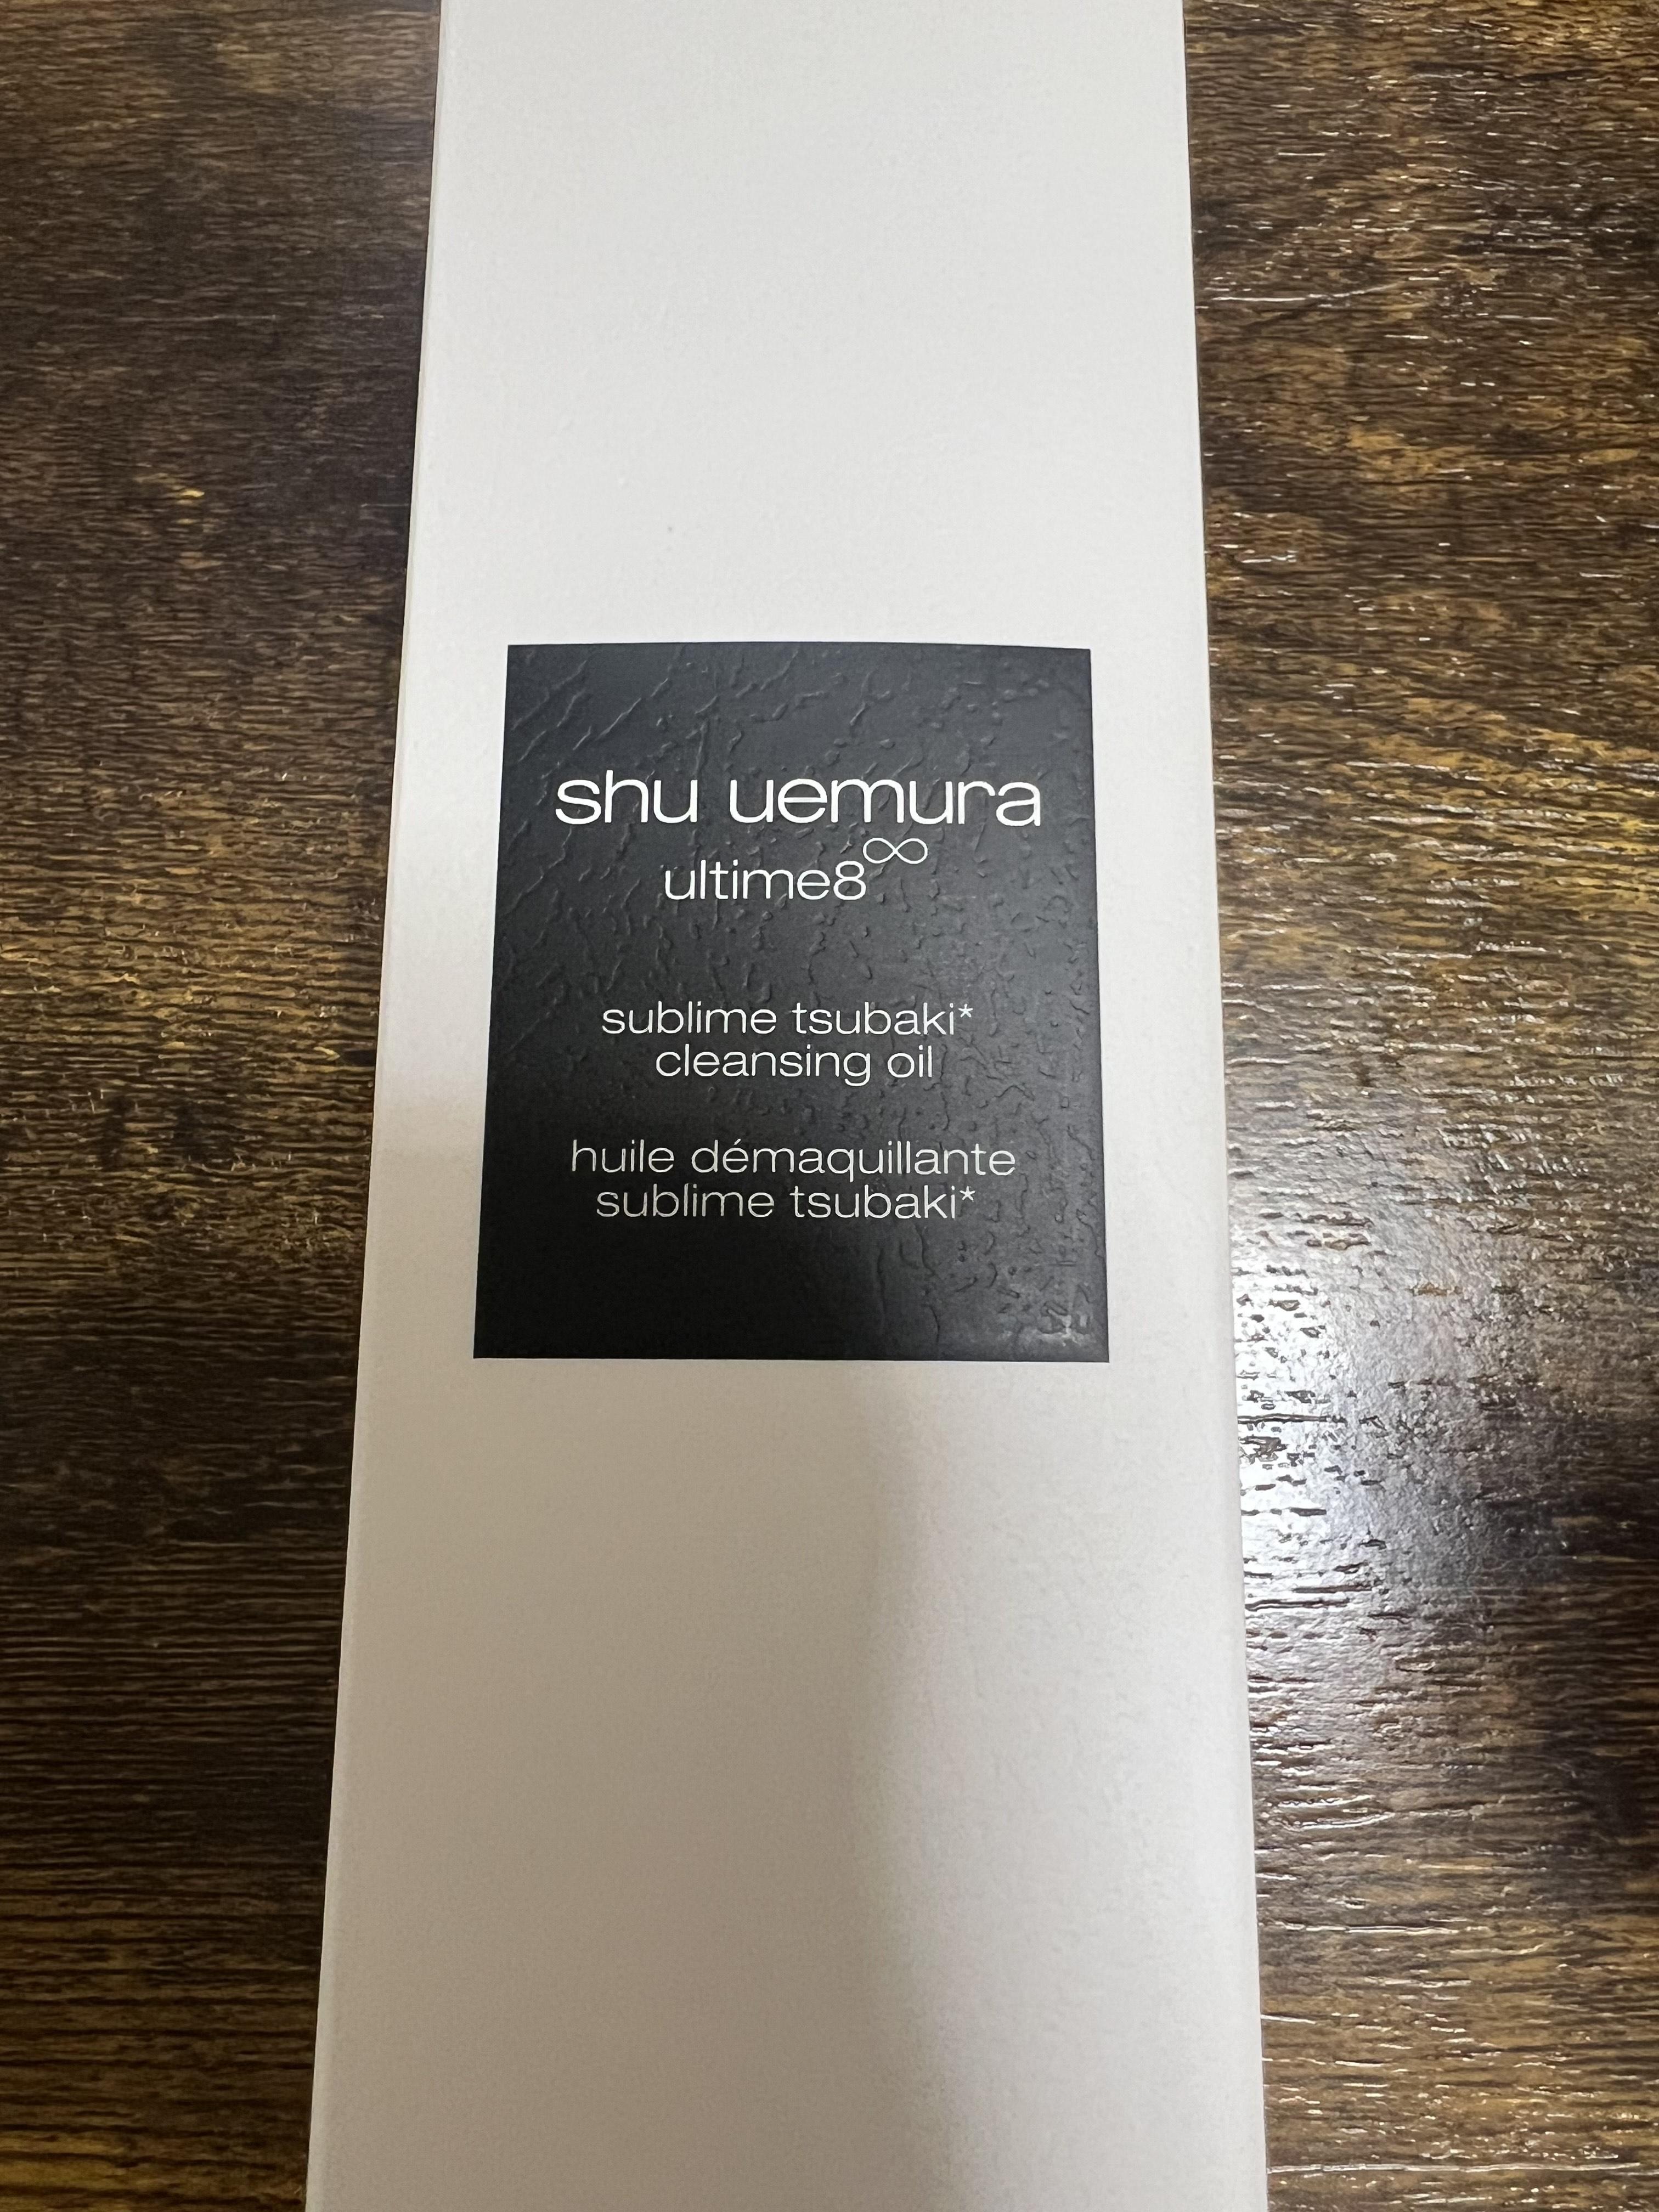 shu uemura
ultime8∞
sublime tsubaki*
cleansing oil
huile démaquillante
sublime tsubaki*